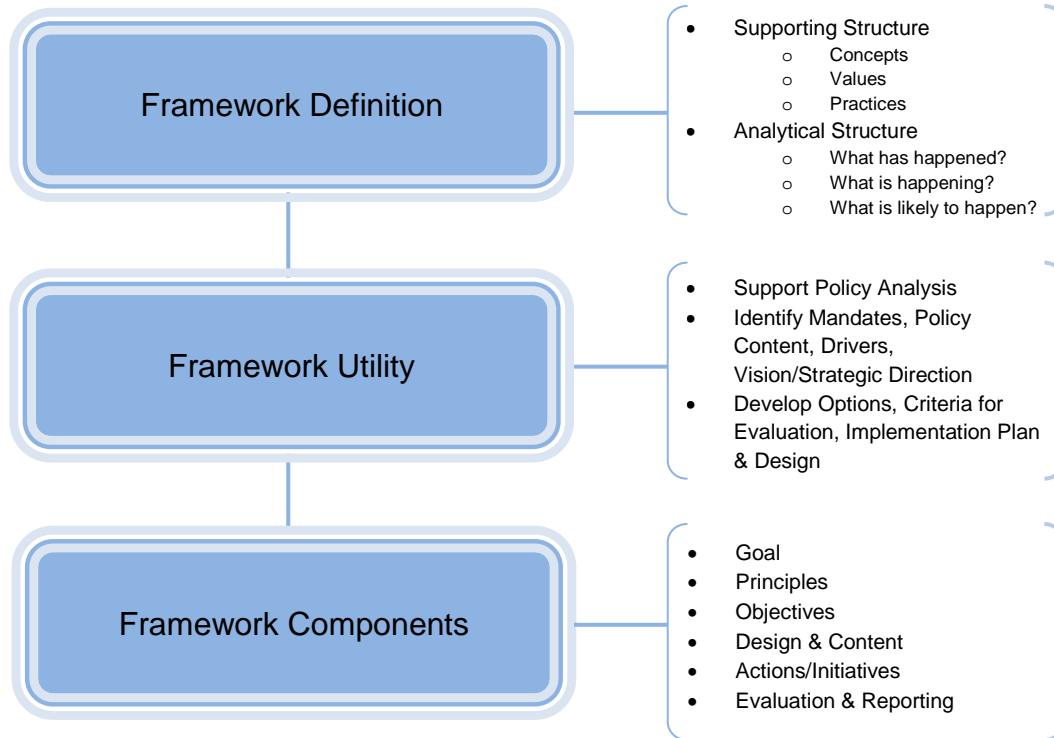 Framework Definition
• Supporting Structure
o Concepts
o Values
o Practices
• Analytical Structure
o What has happened?
o What is happening?
o What is likely to happen?
Framework Utility
• Support Policy Analysis
• Identify Mandates, Policy
Content, Drivers,
Vision/Strategic Direction
• Develop Options, Criteria for
Evaluation, Implementation Plan
& Design
Framework Components
• Goal
• Principles
• Objectives
• Design & Content
• Actions/Initiatives
• Evaluation & Reporting